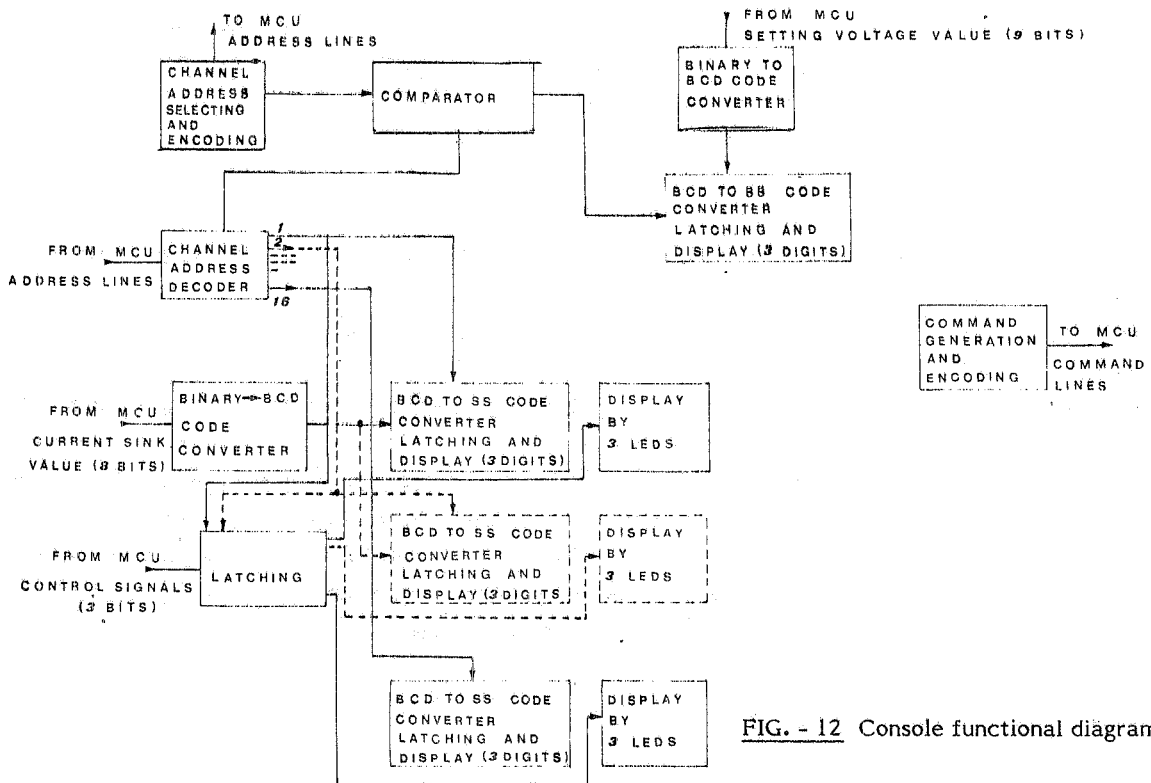 TO MCU
ADDRESS LINES
CHANNEL
ADDRESS
SELECTING
AND
ENCODING
COMPARATOR
FROM MCU
SETTING VOLTAGE VALUE (9 BITS)
BINARY TO
BCD CODE
CONVERTER
BCD TO SS CODE
CONVERTER
LATCHING AND
DISPLAY (3 DIGITS)
FROM MCU
ADDRESS LINES
CHANNEL
ADDRESS
DECODER
1
2
16
COMMAND
GENERATION
AND
ENCODING
TO MCU
COMMAND
LINES
FROM MCU
CURRENT SINK
VALUE (8 BITS)
BINARY→BCD
CODE
CONVERTER
BCD TO SS CODE
CONVERTER
LATCHING AND
DISPLAY (3 DIGITS)
DISPLAY
BY
3 LEDS
FROM MCU
CONTROL SIGNALS
(3 BITS)
LATCHING
BCD TO SS CODE
CONVERTER
LATCHING AND
DISPLAY (3 DIGITS
DISPLAY
BY
3 LEDS
BCD TO SS CODE
CONVERTER
LATCHING AND
DISPLAY (3 DIGITS)
DISPLAY
BY
3 LEDS
FIG. - 12 Console functional diagram